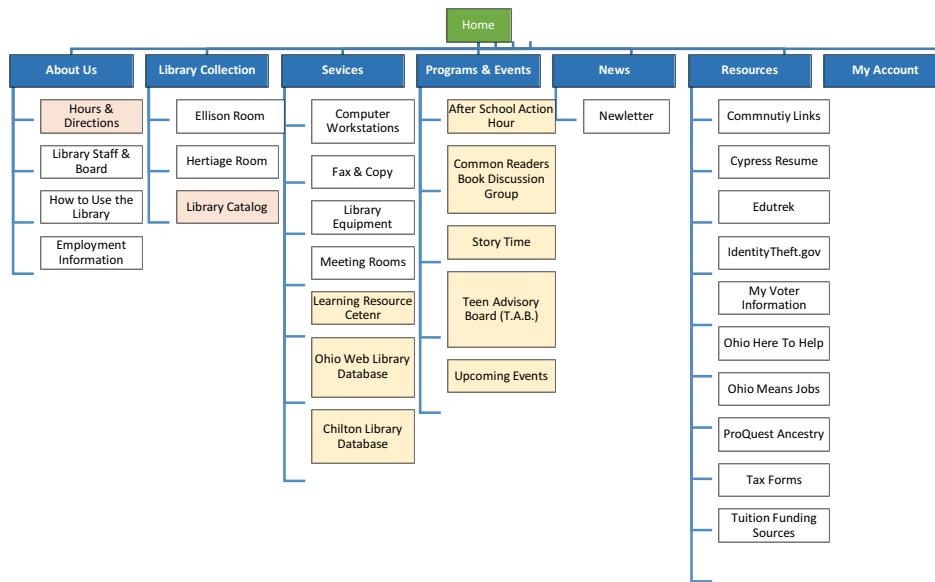 Home
About Us
Library Collection
Sevices
Programs & Events
News
Resources
My Account
Hours &
Directions
Library Staff &
Board
How to Use the
Library
Employment
Information
Ellison Room
Hertiage Room
Library Catalog
Computer
Workstations
Fax & Copy
Library
Equipment
Meeting Rooms
Learning Resource
Cetenr
Ohio Web Library
Database
Chilton Library
Database
After School Action
Hour
Common Readers
Book Discussion
Group
Story Time
Teen Advisory
Board (T.A.B.)
Upcoming Events
Newletter
Commnutiy Links
Cypress Resume
Edutrek
IdentityTheft.gov
My Voter
Information
Ohio Here To Help
Ohio Means Jobs
ProQuest Ancestry
Tax Forms
Tuition Funding
Sources